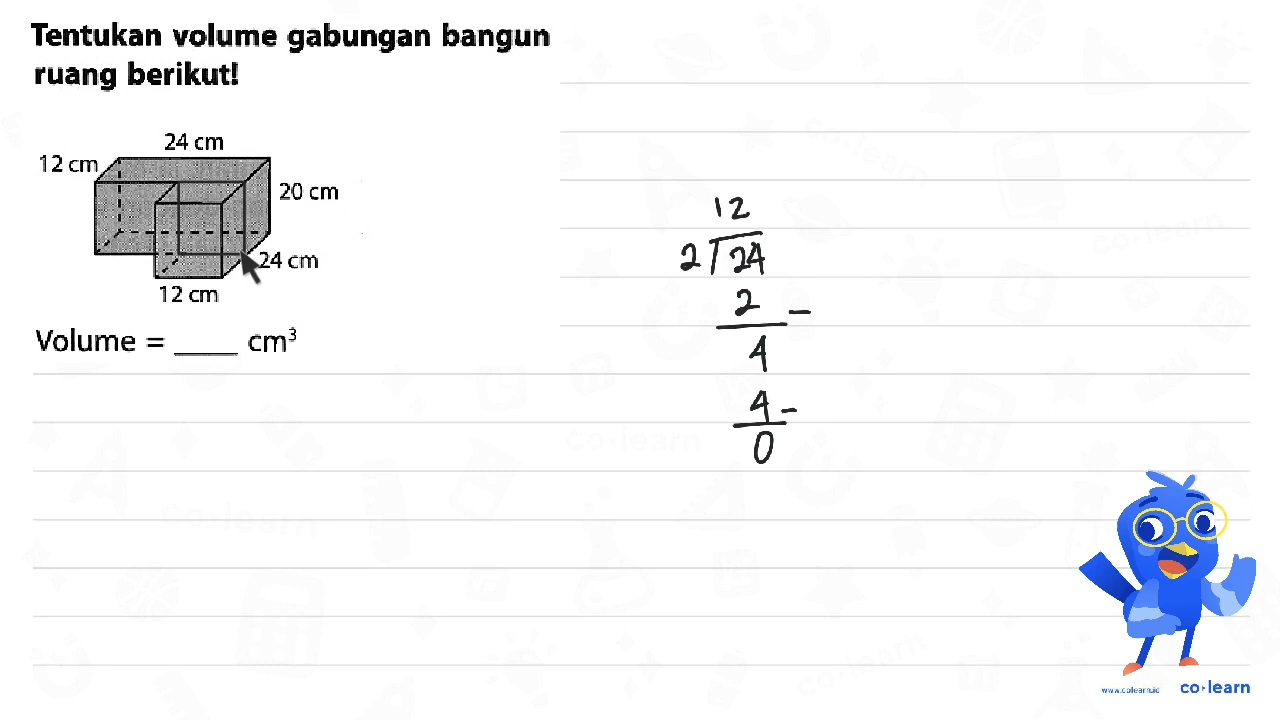 Tentukan volume gabungan bangun
ruang berikut!
24 cm
12 cm
20 cm
24 cm
12 cm
Volume = _____ cm³
12
2 24
2 –
4
4 –
0
www.colearn.id co·learn